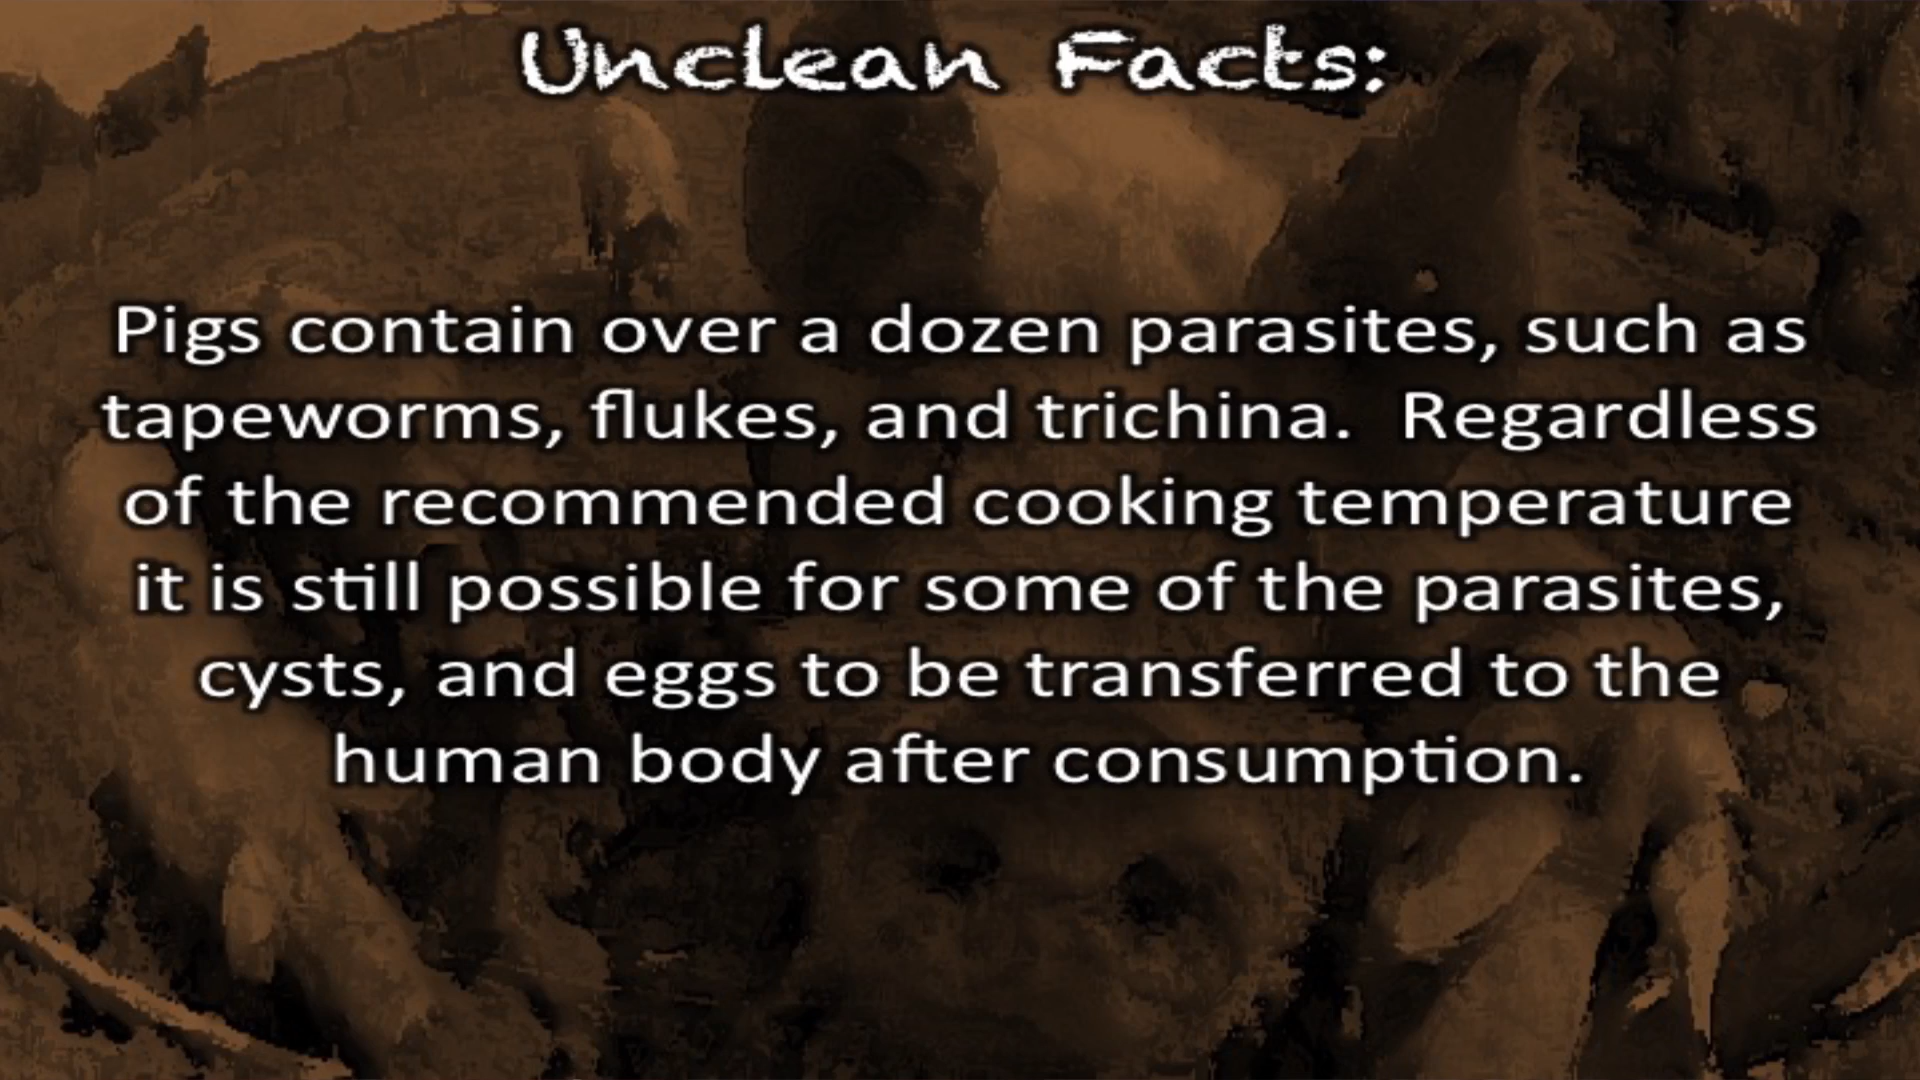 Unclean Facts:
Pigs contain over a dozen parasites, such as
tapeworms, flukes, and trichina.  Regardless
of the recommended cooking temperature
it is still possible for some of the parasites,
cysts, and eggs to be transferred to the
human body after consumption.